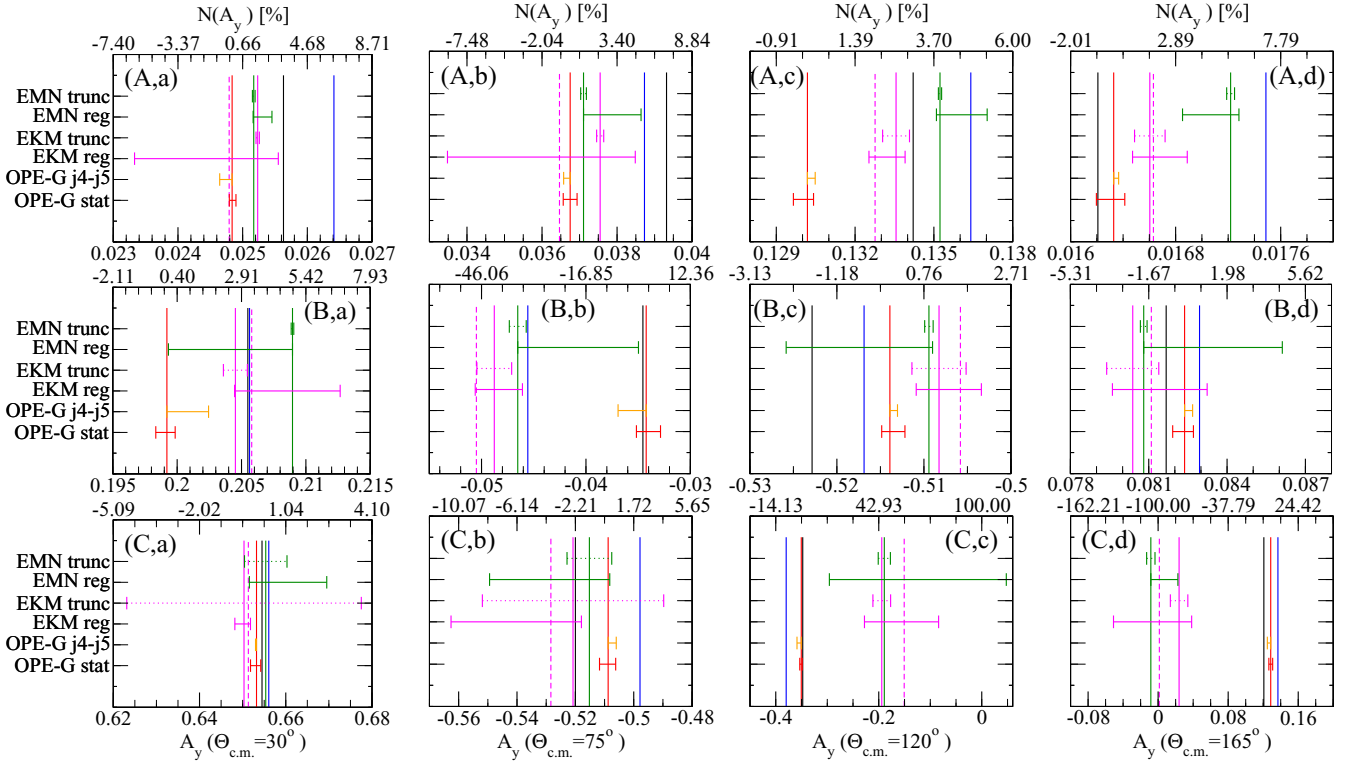 N(A_y) [%] N(A_y) [%] N(A_y) [%] N(A_y) [%]
-7.40 -3.37 0.66 4.68 8.71 -7.48 -2.04 3.40 8.84 -0.91 1.39 3.70 6.00 -2.01 2.89 7.79
(A,a) (A,b) (A,c) (A,d)
EMN trunc
EMN reg
EKM trunc
EKM reg
OPE-G j4-j5
OPE-G stat
0.023 0.024 0.025 0.026 0.027 0.034 0.036 0.038 0.04 0.129 0.132 0.135 0.138 0.016 0.0168 0.0176
-2.11 0.40 2.91 5.42 7.93 -46.06 -16.85 12.36 -3.13 -1.18 0.76 2.71 -5.31 -1.67 1.98 5.62
(B,a) (B,b) (B,c) (B,d)
EMN trunc
EMN reg
EKM trunc
EKM reg
OPE-G j4-j5
OPE-G stat
0.195 0.2 0.205 0.21 0.215 -0.05 -0.04 -0.03 -0.53 -0.52 -0.51 -0.5 0.078 0.081 0.084 0.087
-5.09 -2.02 1.04 4.10 -10.07 -6.14 -2.21 1.72 5.65 -14.13 42.93 100.00 -162.21 -100.00 -37.79 24.42
(C,a) (C,b) (C,c) (C,d)
EMN trunc
EMN reg
EKM trunc
EKM reg
OPE-G j4-j5
OPE-G stat
0.62 0.64 0.66 0.68 -0.56 -0.54 -0.52 -0.5 -0.48 -0.4 -0.2 0 -0.08 0 0.08 0.16
A_y (Θ_c.m.=30°) A_y (Θ_c.m.=75°) A_y (Θ_c.m.=120°) A_y (Θ_c.m.=165°)